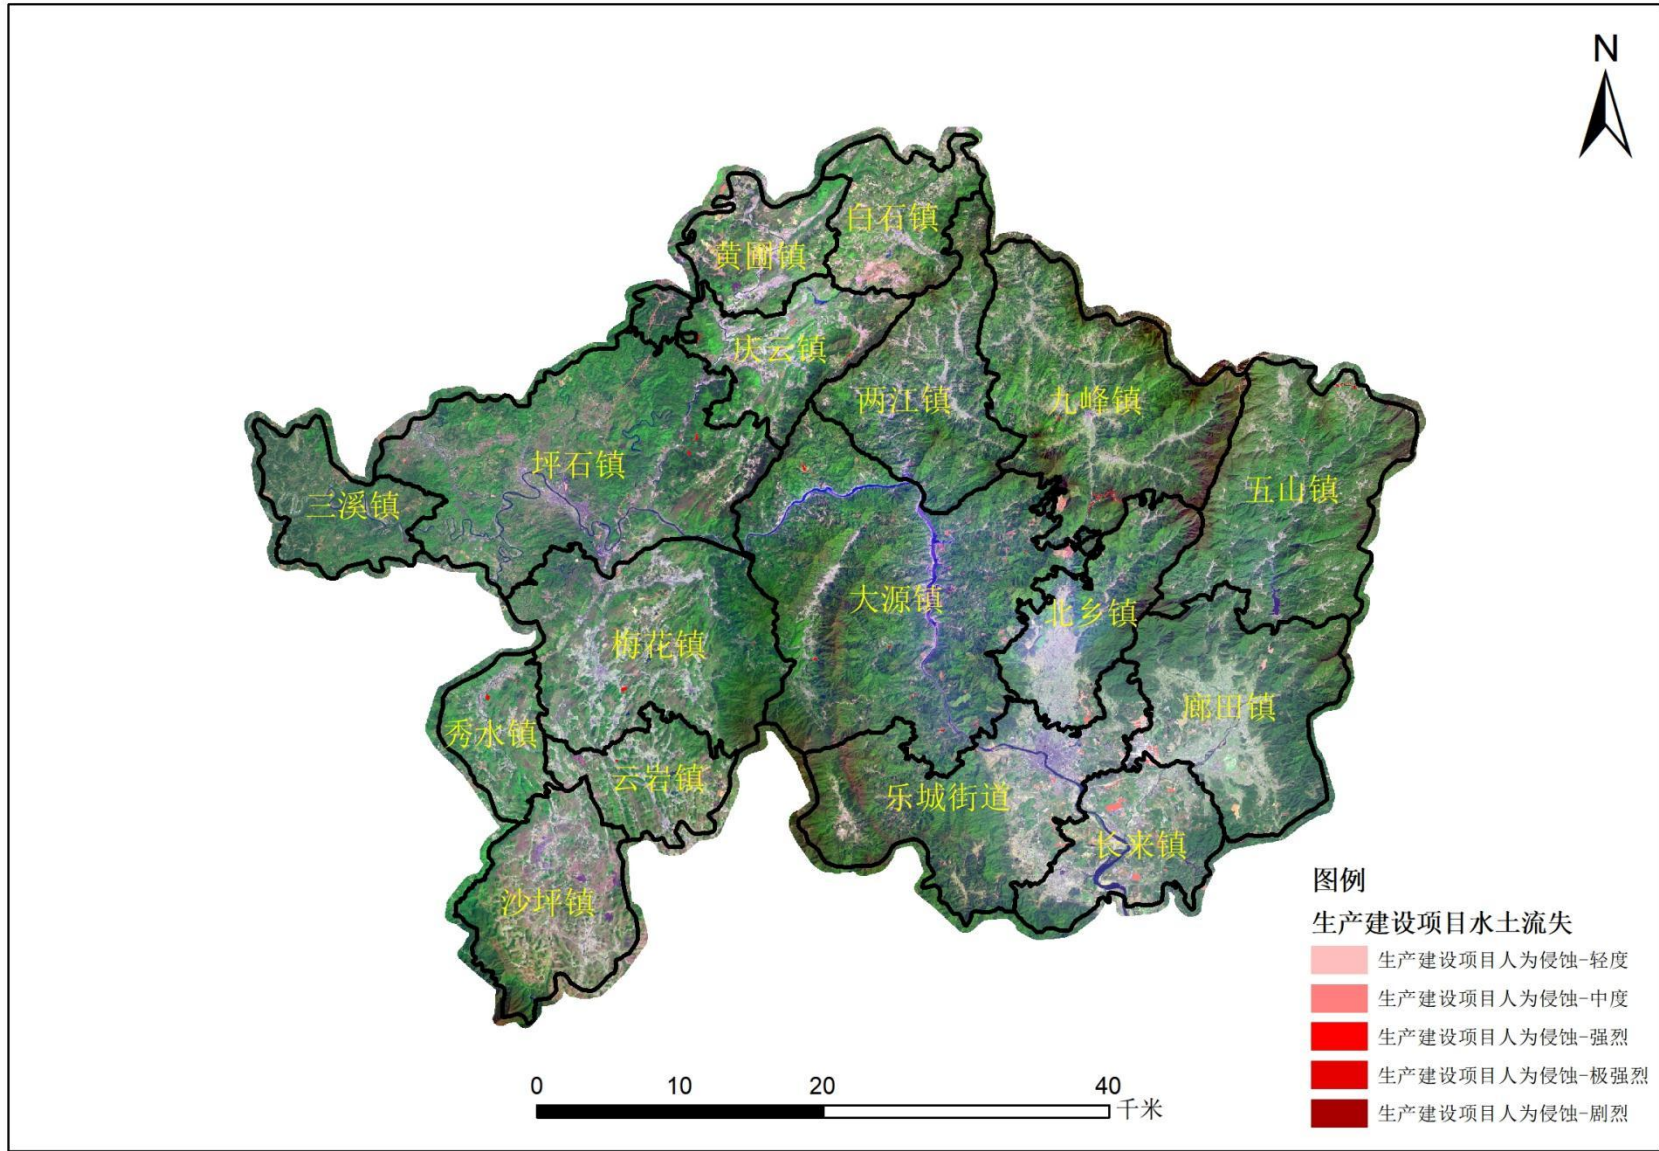 N
白石镇
黄圃镇
庆云镇
两江镇
九峰镇
坪石镇
三溪镇
五山镇
大源镇
北乡镇
梅花镇
廊田镇
秀水镇
云岩镇
乐城街道
长来镇
沙坪镇
图例
生产建设项目水土流失
生产建设项目人为侵蚀-轻度
生产建设项目人为侵蚀-中度
生产建设项目人为侵蚀-强烈
生产建设项目人为侵蚀-极强烈
生产建设项目人为侵蚀-剧烈
0 10 20 40
千米